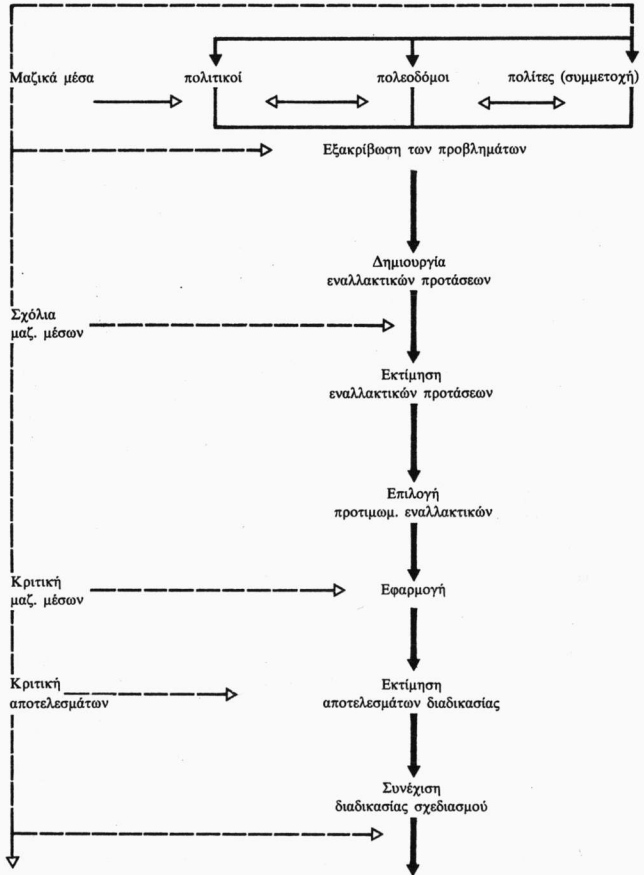 Μαζικά μέσα πολιτικοί πολεοδόμοι πολίτες (συμμετοχή)
Εξακρίβωση των προβλημάτων
Δημιουργία
εναλλακτικών προτάσεων
Σχόλια
μαζ. μέσων
Εκτίμηση
εναλλακτικών προτάσεων
Επιλογή
προτιμωμ. εναλλακτικών
Κριτική
μαζ. μέσων
Εφαρμογή
Κριτική
αποτελεσμάτων
Εκτίμηση
αποτελεσμάτων διαδικασίας
Συνέχιση
διαδικασίας σχεδιασμού